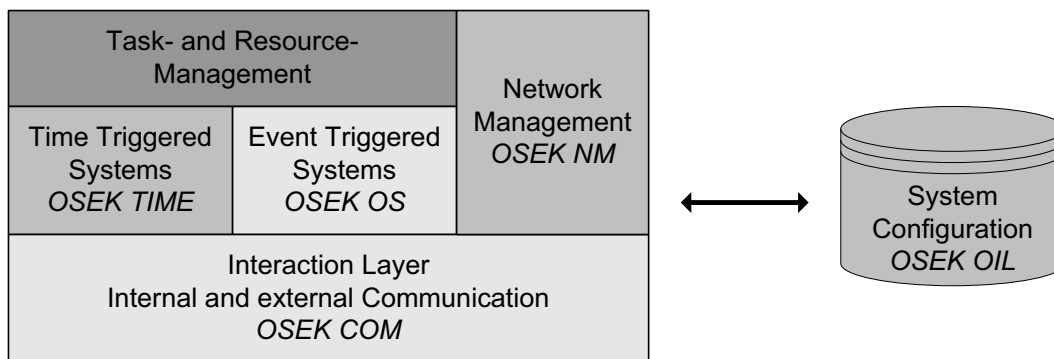 Task- and Resource-
Management
Network
Management
OSEK NM
Time Triggered
Systems
OSEK TIME
Event Triggered
Systems
OSEK OS
Interaction Layer
Internal and external Communication
OSEK COM
System
Configuration
OSEK OIL